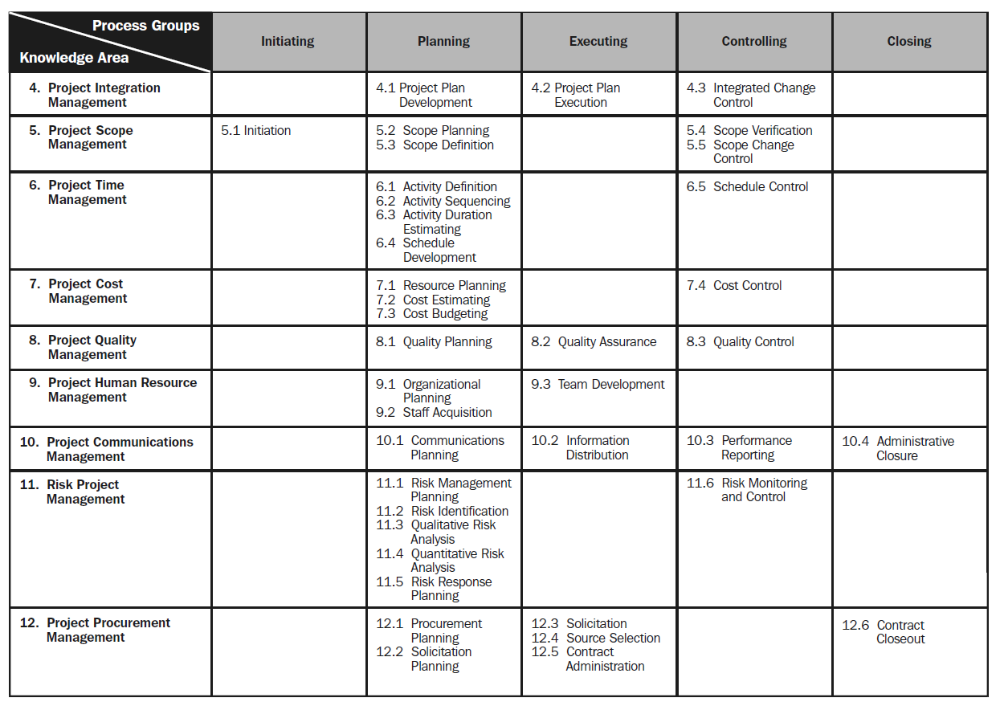 Process Groups
Knowledge Area
Initiating
Planning
Executing
Controlling
Closing
4. Project Integration
Management
4.1 Project Plan
Development
4.2 Project Plan
Execution
4.3 Integrated Change
Control
5. Project Scope
Management
5.1 Initiation
5.2 Scope Planning
5.3 Scope Definition
5.4 Scope Verification
5.5 Scope Change
Control
6. Project Time
Management
6.1 Activity Definition
6.2 Activity Sequencing
6.3 Activity Duration
Estimating
6.4 Schedule
Development
6.5 Schedule Control
7. Project Cost
Management
7.1 Resource Planning
7.2 Cost Estimating
7.3 Cost Budgeting
7.4 Cost Control
8. Project Quality
Management
8.1 Quality Planning
8.2 Quality Assurance
8.3 Quality Control
9. Project Human Resource
Management
9.1 Organizational
Planning
9.2 Staff Acquisition
9.3 Team Development
10. Project Communications
Management
10.1 Communications
Planning
10.2 Information
Distribution
10.3 Performance
Reporting
10.4 Administrative
Closure
11. Risk Project
Management
11.1 Risk Management
Planning
11.2 Risk Identification
11.3 Qualitative Risk
Analysis
11.4 Quantitative Risk
Analysis
11.5 Risk Response
Planning
11.6 Risk Monitoring
and Control
12. Project Procurement
Management
12.1 Procurement
Planning
12.2 Solicitation
Planning
12.3 Solicitation
12.4 Source Selection
12.5 Contract
Administration
12.6 Contract
Closeout